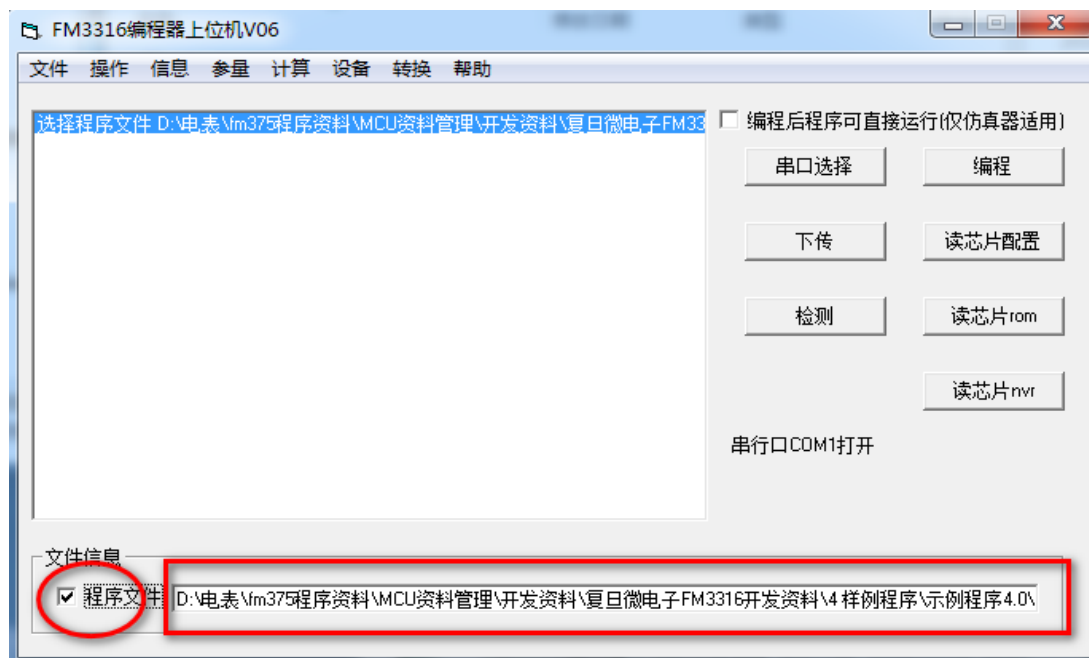 FM3316编程器上位机V06
文件 操作 信息 参量 计算 设备 转换 帮助
选择程序文件 D:\电表\fm375程序资料\MCU资料管理\开发资料\复旦微电子FM33
编程后程序可直接运行(仅仿真器适用)
串口选择 编程
下传 读芯片配置
检测 读芯片rom
读芯片nvr
串行口COM1打开
文件信息
程序文件 D:\电表\fm375程序资料\MCU资料管理\开发资料\复旦微电子FM3316开发资料\4 样例程序\示例程序4.0\